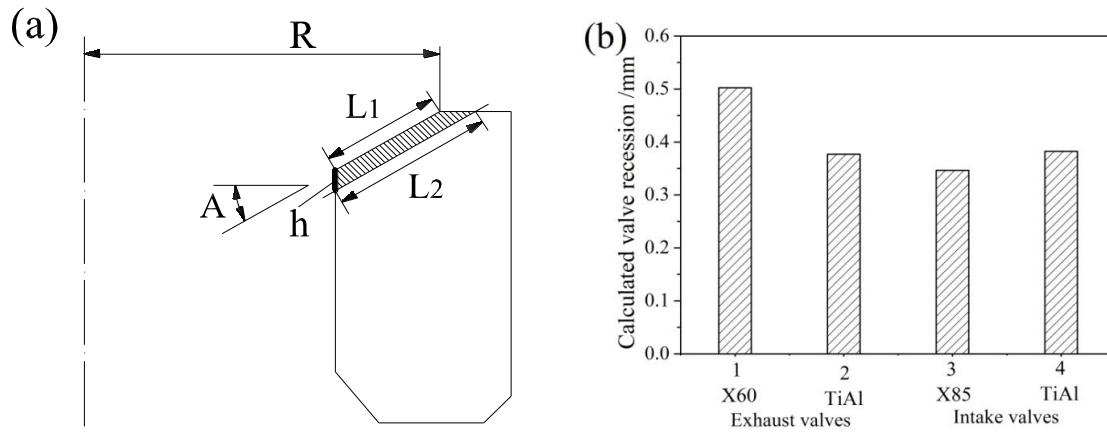 (a)
R
L1
L2
A
h
(b)
Calculated valve recession /mm
0.6
0.5
0.4
0.3
0.2
0.1
0.0
1 2 3 4
X60 TiAl X85 TiAl
Exhaust valves Intake valves